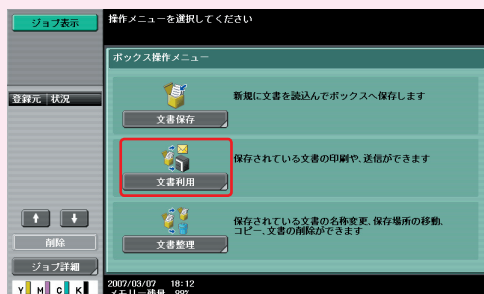 ジョブ表示
操作メニューを選択してください
ボックス操作メニュー
登録元 状況
新規に文書を読込んでボックスへ保存します
文書保存
保存されている文書の印刷や、送信ができます
文書利用
保存されている文書の名称変更、保存場所の移動、
コピー、文書の削除ができます
文書整理
削除
ジョブ詳細
2007/03/07 18:12
メモリー残量 99%
Y M C K